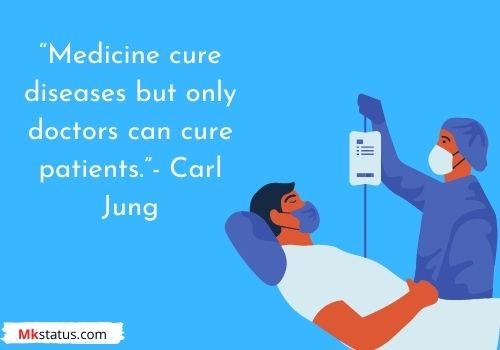 “Medicine cure
diseases but only
doctors can cure
patients.”- Carl
Jung
Mkstatus.com